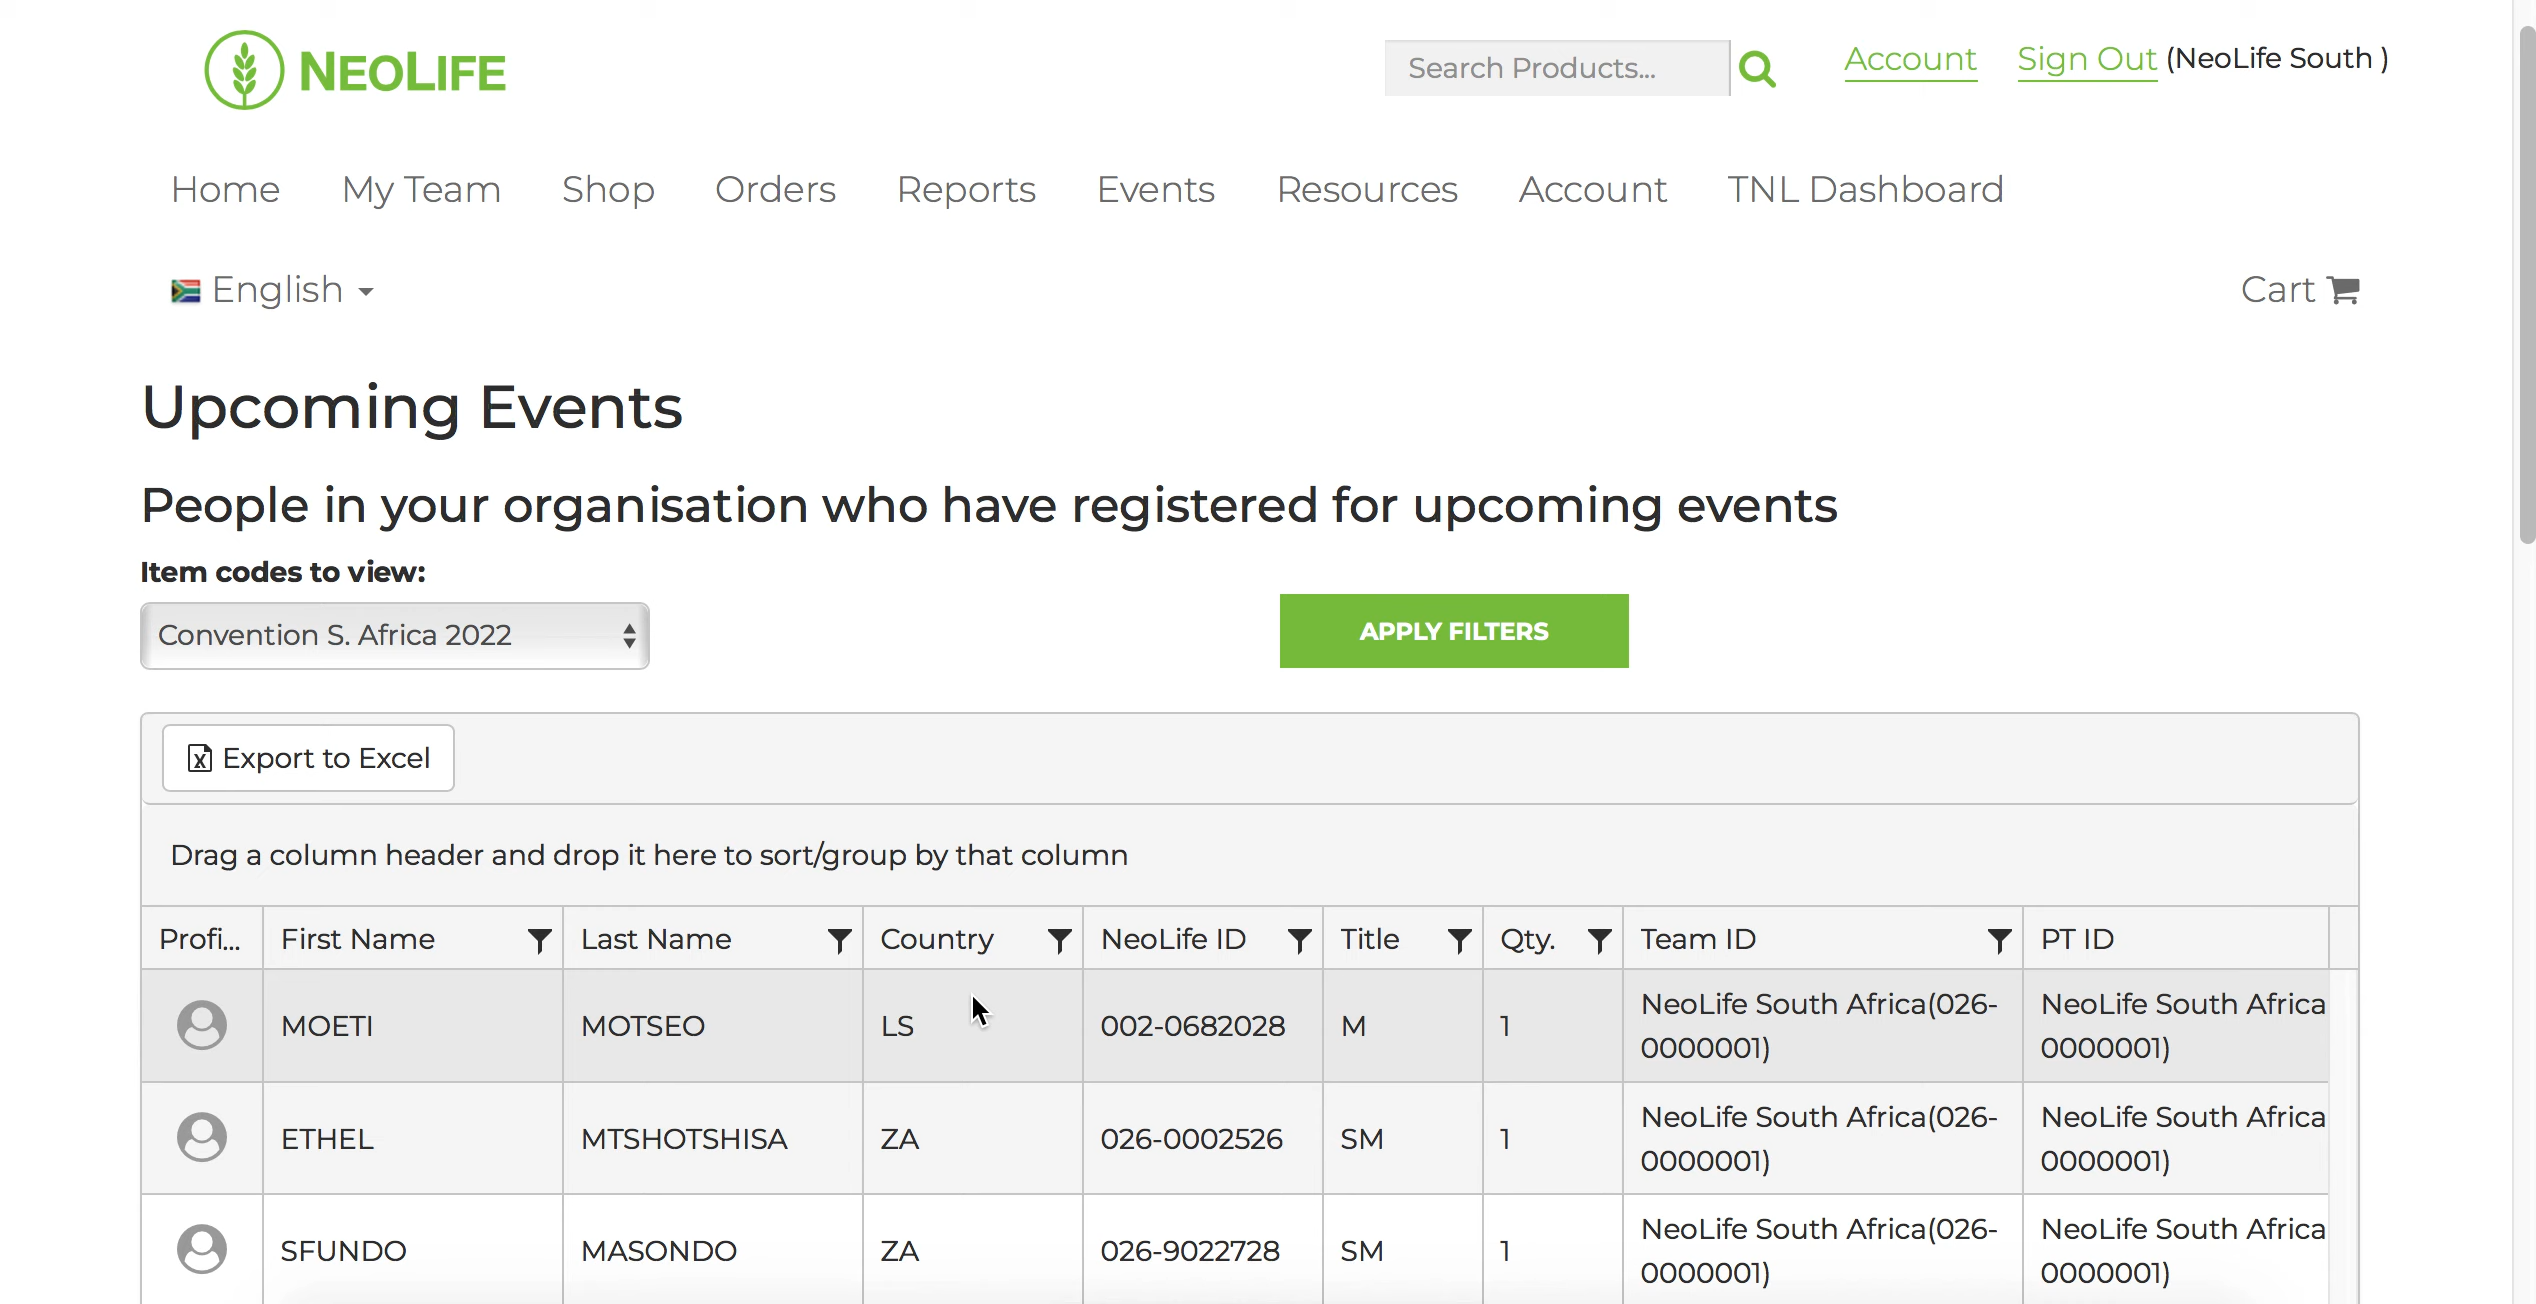 NEOLIFE
Search Products...
Account
Sign Out (NeoLife South )
Home My Team Shop Orders Reports Events Resources Account TNL Dashboard
English
Cart
Upcoming Events
People in your organisation who have registered for upcoming events
Item codes to view:
Convention S. Africa 2022
APPLY FILTERS
Export to Excel
Drag a column header and drop it here to sort/group by that column
Profi... First Name Last Name Country NeoLife ID Title Qty. Team ID PT ID
MOETI MOTSEO LS 002-0682028 M 1 NeoLife South Africa(026-0000001) NeoLife South Africa 0000001)
ETHEL MTSHOTSHISA ZA 026-0002526 SM 1 NeoLife South Africa(026-0000001) NeoLife South Africa 0000001)
SFUNDO MASONDO ZA 026-9022728 SM 1 NeoLife South Africa(026-0000001) NeoLife South Africa 0000001)